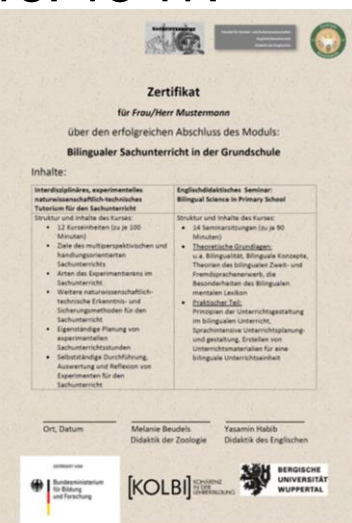 Zertifikat
für Frau/Herr Mustermann
über den erfolgreichen Abschluss des Moduls:
Bilingualer Sachunterricht in der Grundschule
Inhalte:
Interdisziplinäres, experimentelles
naturwissenschaftlich-technisches
Tutorium für den Sachunterricht
Struktur und Inhalte des Kurses:
• 12 Kurseinheiten (zu je 100
Minuten)
• Ziele des multiperspektivischen und
handlungsorientierten
Sachunterrichts
• Arten des Experimentierens im
Sachunterricht
• Weitere naturwissenschaftlich-
technische Erkenntnis- und
Sicherungsmethoden für den
Sachunterricht
• Eigenständige Planung von
experimentellen
Sachunterrichtsstunden
• Selbstständige Durchführung,
Auswertung und Reflexion von
Experimenten für den
Sachunterricht
Englischdidaktisches Seminar:
Bilingual Science in Primary School
Struktur und Inhalte des Kurses:
• 14 Seminarsitzungen (zu je 90
Minuten)
• Theoretische Grundlagen:
u.a. Bilingualität, Bilinguale Konzepte,
Theorien des bilingualen Zweit- und
Fremdsprachenerwerb, die
Besonderheiten des Bilingualen
mentalen Lexikon
• Praktischer Teil:
Prinzipien der Unterrichtsgestaltung
im bilingualen Unterricht,
Sprachintensive Unterrichtsplanung-
und gestaltung, Erstellen von
Unterrichtsmaterialien für eine
bilinguale Unterrichtseinheit
Ort, Datum
Melanie Beudels
Didaktik der Zoologie
Yasamin Habib
Didaktik des Englischen
GEFÖRDERT VOM
Bundesministerium
für Bildung
und Forschung
[KOLBI] KOHÄRENZ
IN DER
LEHRERBILDUNG
BERGISCHE
UNIVERSITÄT
WUPPERTAL